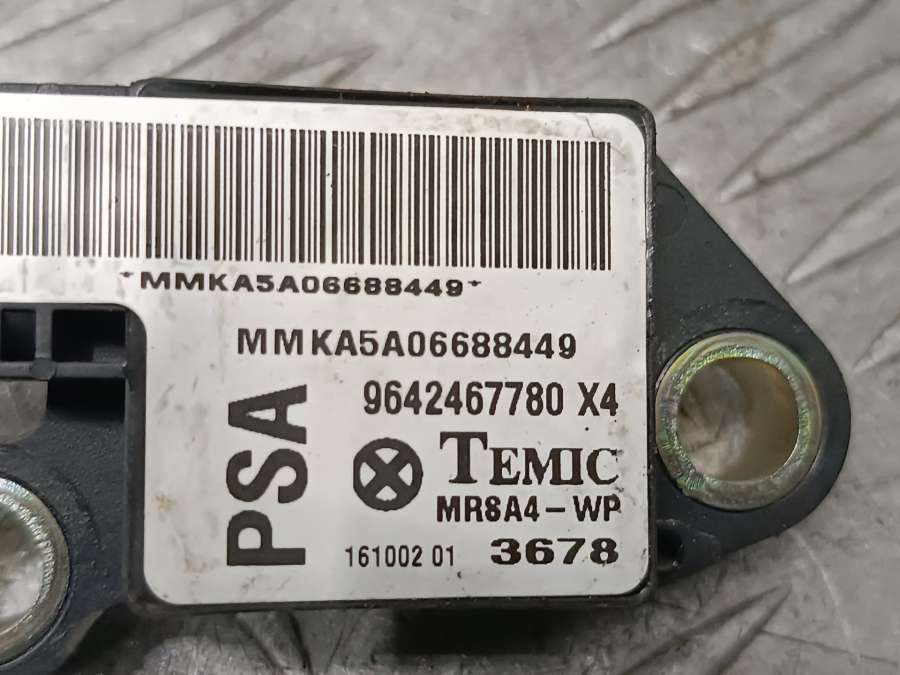 *MMKA5A06688449*
MMKA5A06688449
PSA
9642467780 X4
TEMIC
MR8A4-WP
161002 01 3678